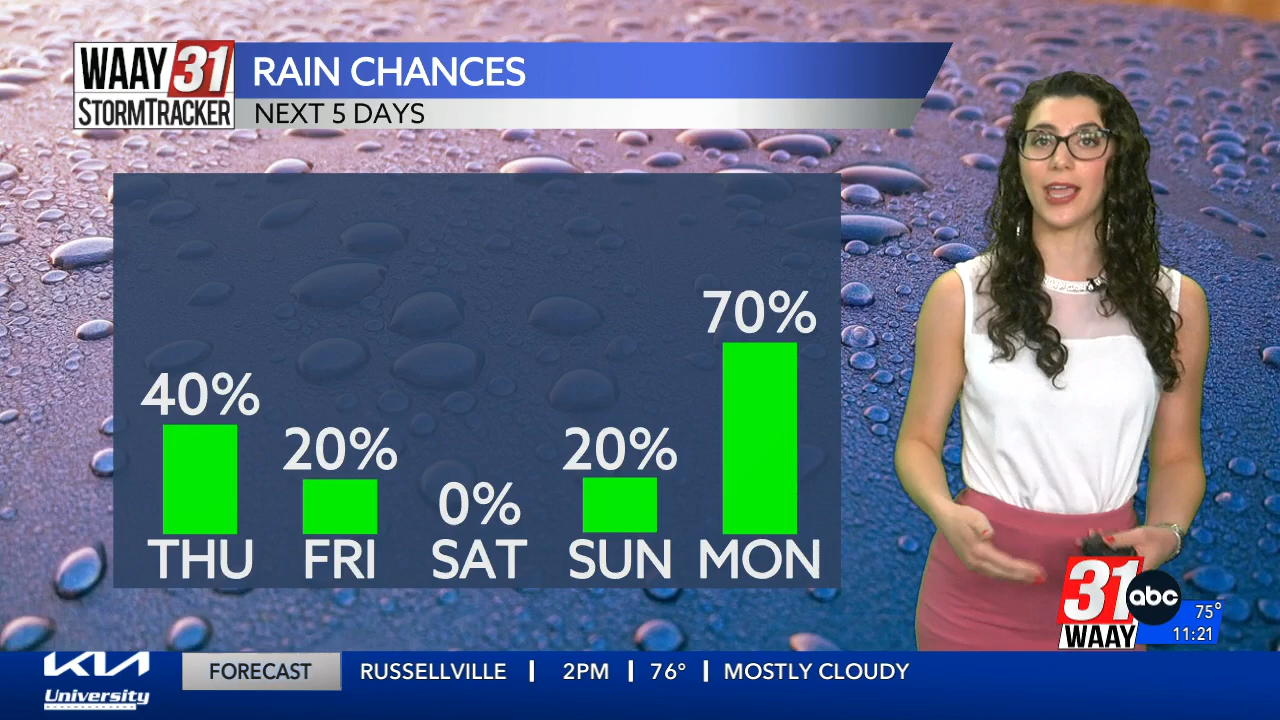 WAAY 31
STORMTRACKER
RAIN CHANCES
NEXT 5 DAYS
40% 20% 0% 20% 70%
THU FRI SAT SUN MON
31
abc
WAAY
75°
11:21
KIA
University
FORECAST
RUSSELLVILLE | 2PM | 76° | MOSTLY CLOUDY